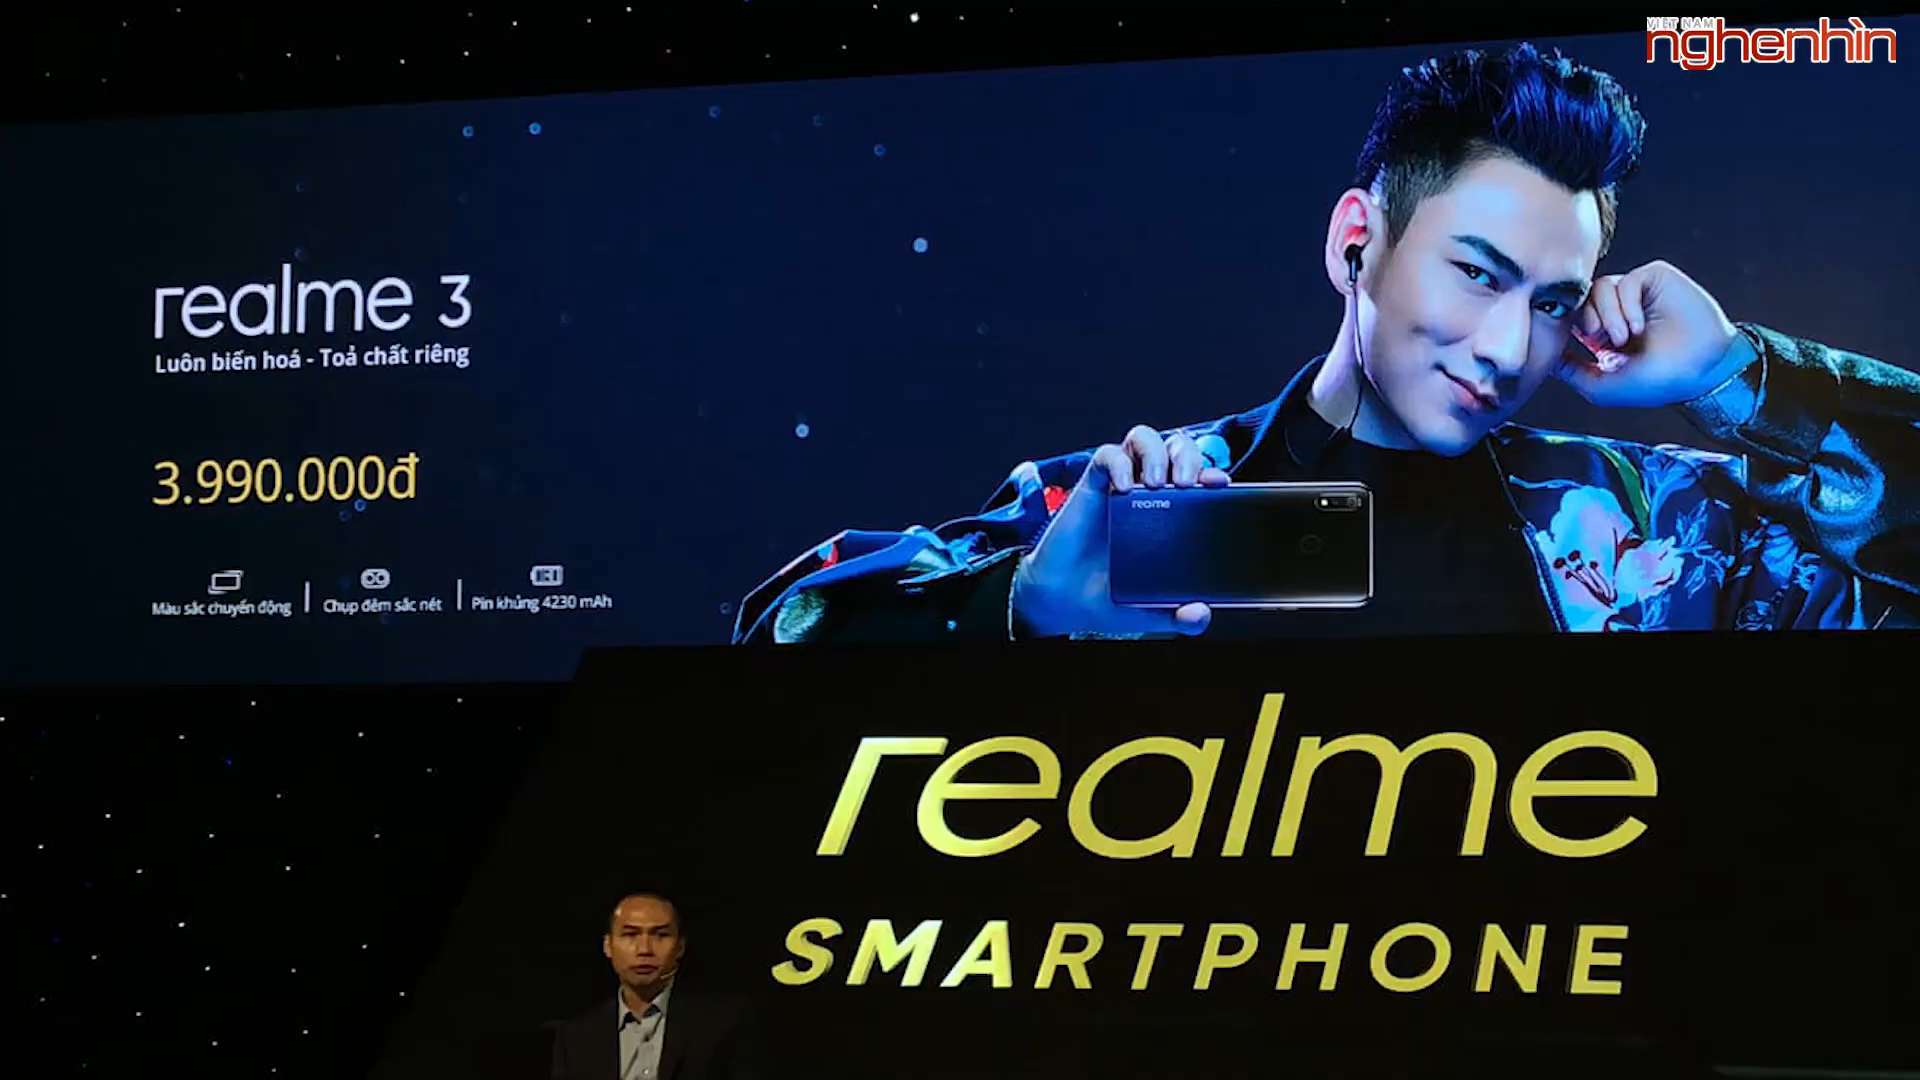 VIET NAM
nghenhìn
realme 3
Luôn biến hoá - Toả chất riêng
3.990.000đ
Màu sắc chuyển động | Chụp đêm sắc nét | Pin khủng 4230 mAh
realme
realme
SMARTPHONE